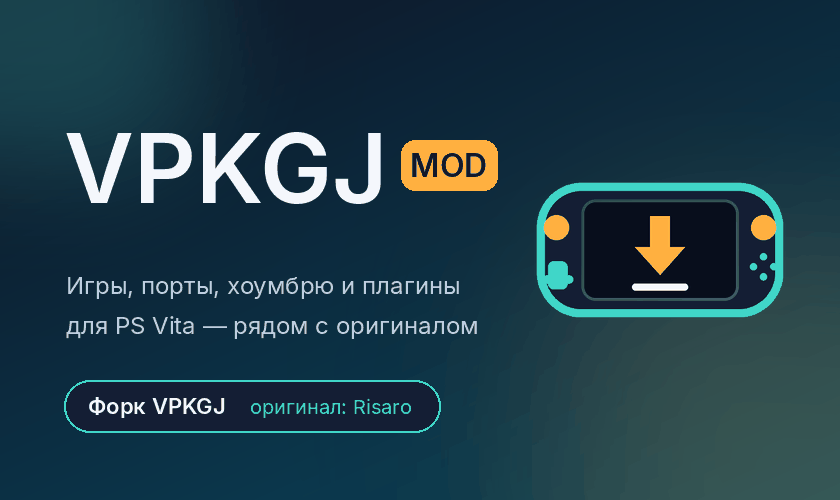 VPKGJ MOD
Игры, порты, хоумбрю и плагины
для PS Vita — рядом с оригиналом
Форк VPKGJ оригинал: Risaro